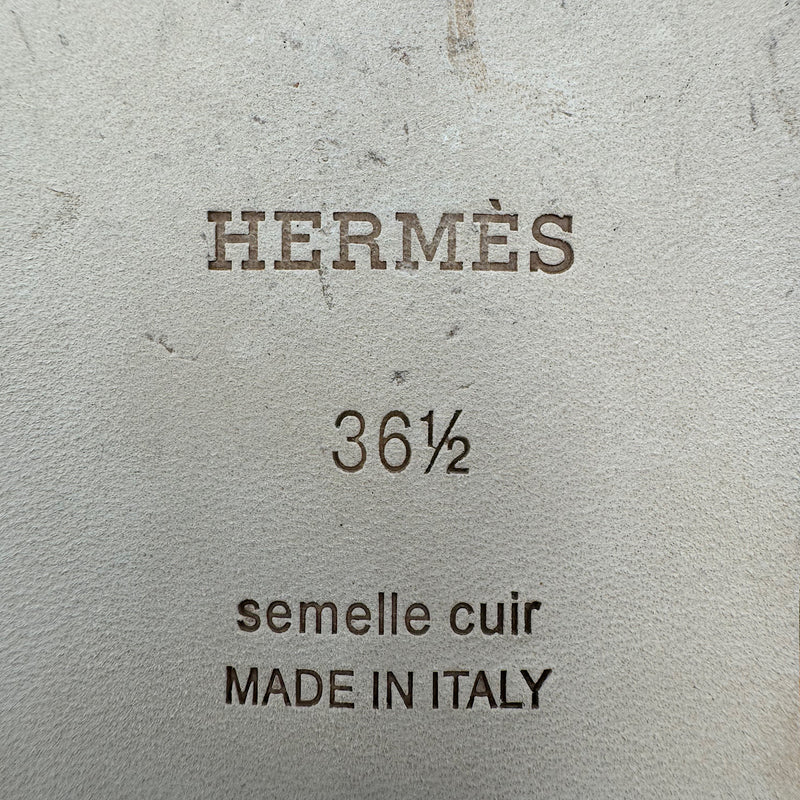 HERMÈS
36½
semelle cuir
MADE IN ITALY